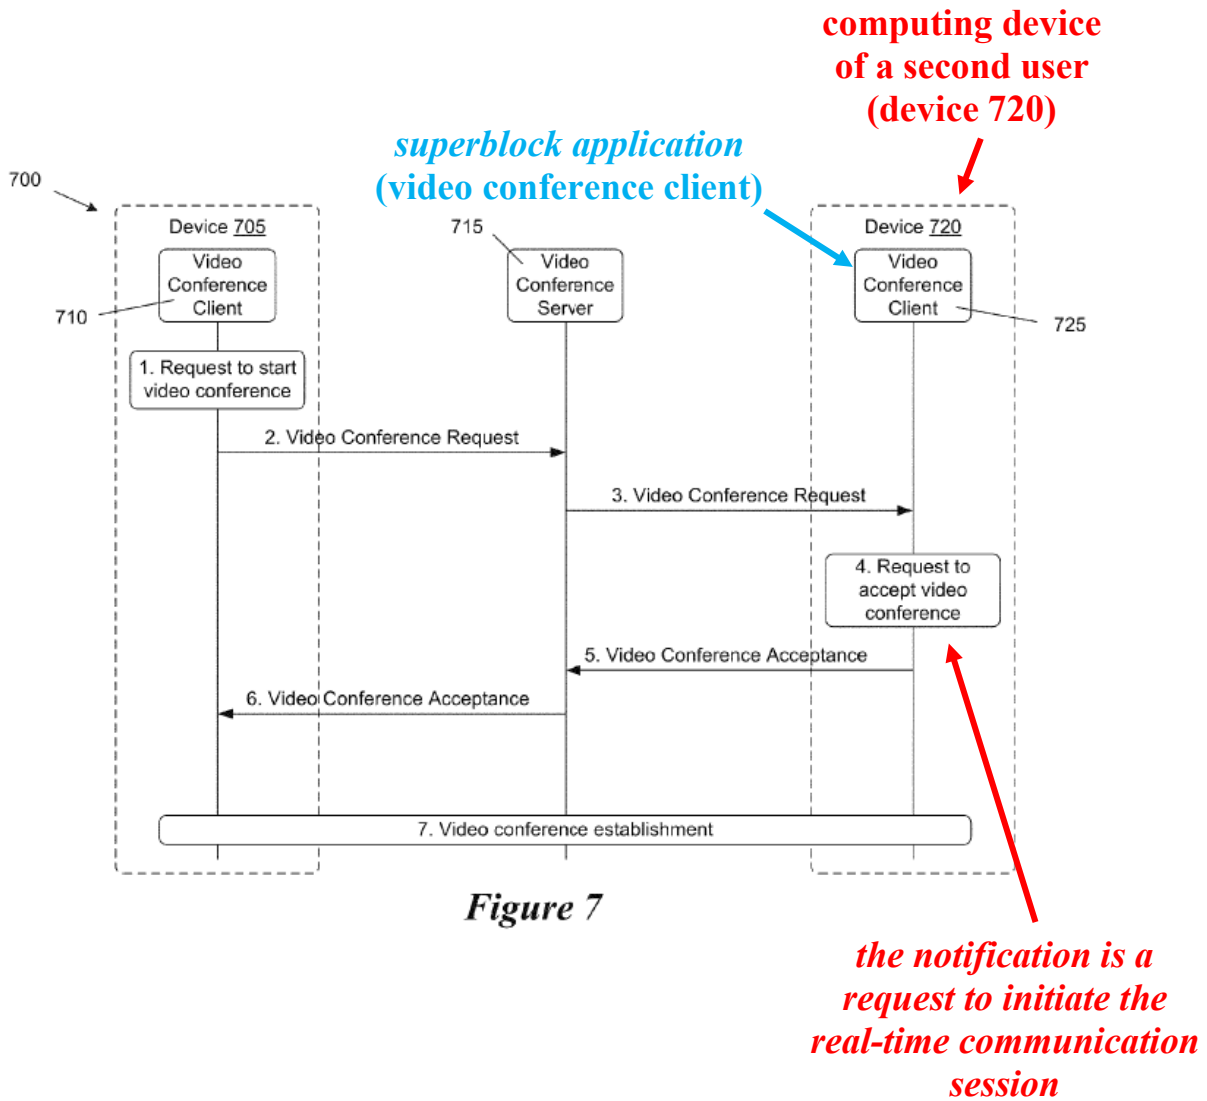 computing device
of a second user
(device 720)
superblock application
(video conference client)
700
Device 705
715
Device 720
Video
Conference
Client
Video
Conference
Server
Video
Conference
Client
710
725
1. Request to start
video conference
2. Video Conference Request
3. Video Conference Request
4. Request to
accept video
conference
5. Video Conference Acceptance
6. Video Conference Acceptance
7. Video conference establishment
Figure 7
the notification is a
request to initiate the
real-time communication
session